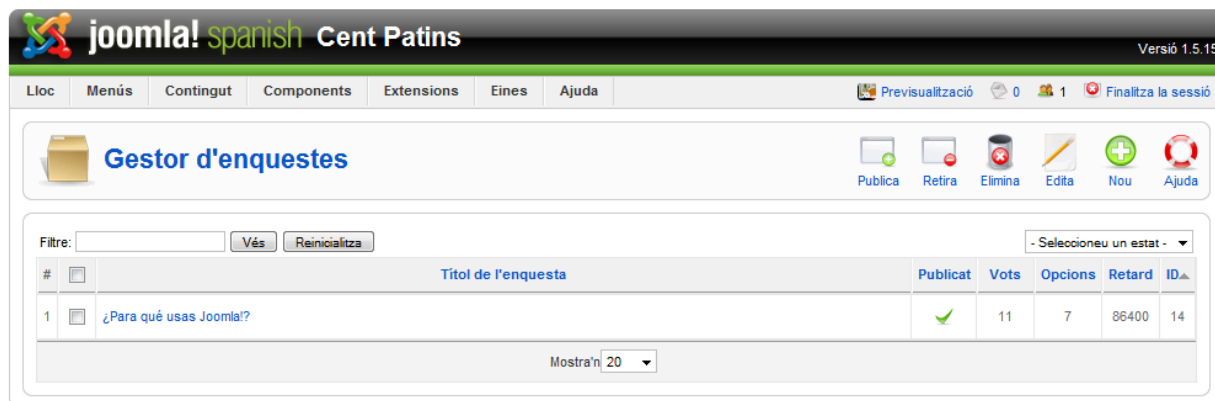 joomla! spanish Cent Patins
Versió 1.5.15
Lloc Menús Contingut Components Extensions Eines Ajuda Previsualització 0 1 Finalitza la sessió
Gestor d'enquestes
Publica Retira Elimina Edita Nou Ajuda
Filtre: Vés Reinicialitza - Seleccioneu un estat -
# Títol de l'enquesta Publicat Vots Opcions Retard ID
1 ¿Para qué usas Joomla!? 11 7 86400 14
Mostra'n 20